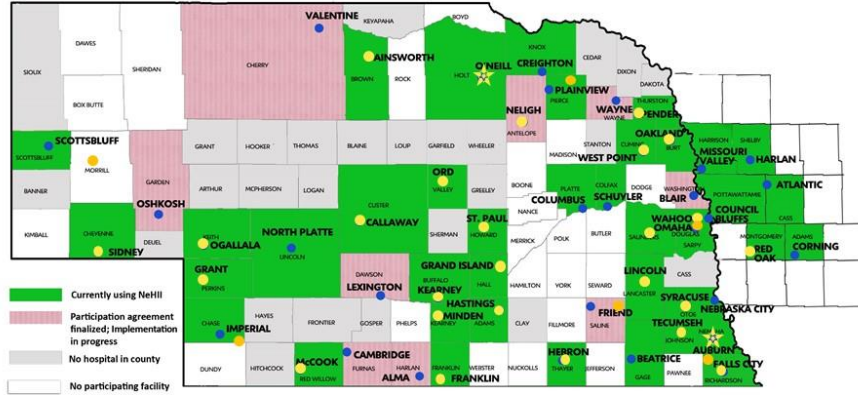 VALENTINE
KEYAPAHA
BOYD
KNOX
CEDAR
DIXON
DAKOTA
SIOUX
DAWES
SHERIDAN
CHERRY
AINSWORTH
BROWN
ROCK
HOLT
O'NEILL
CREIGHTON
PLAINVIEW
PIERCE
WAYNE
WAYNE
THURSTON
PENDER
BOX BUTTE
NELIGH
ANTELOPE
SCOTTSBLUFF
SCOTTSBLUFF
MORRILL
GARDEN
GRANT
HOOKER
THOMAS
BLAINE
LOUP
GARFIELD
WHEELER
MADISON
STANTON
CUMING
OAKLAND
BURT
WEST POINT
HARRISON
SHELBY
MISSOURI
VALLEY
HARLAN
BANNER
OSHKOSH
ARTHUR
MCPHERSON
LOGAN
CUSTER
ORD
VALLEY
GREELEY
BOONE
PLATTE
COLFAX
DODGE
WASHINGTON
BLAIR
POTTAWATTAMIE
ATLANTIC
CASS
COLUMBUS
SCHUYLER
NANCE
KIMBALL
CHEYENNE
SIDNEY
DEUEL
KEITH
OGALLALA
NORTH PLATTE
LINCOLN
CALLAWAY
SHERMAN
ST. PAUL
HOWARD
MERRICK
POLK
BUTLER
SAUNDERS
WAHOO
OMAHA
DOUGLAS
SARPY
COUNCIL
BLUFFS
MONTGOMERY
ADAMS
RED
OAK
CORNING
GRANT
PERKINS
DAWSON
LEXINGTON
GRAND ISLAND
BUFFALO
HALL
KEARNEY
HAMILTON
YORK
SEWARD
LINCOLN
LANCASTER
CASS
SYRACUSE
OTOE
NEBRASKA CITY
CHASE
IMPERIAL
HAYES
FRONTIER
GOSPER
PHELPS
HASTINGS
MINDEN
KEARNEY
ADAMS
CLAY
FILLMORE
FRIEND
SALINE
TECUMSEH
JOHNSON
AUBURN
DUNDY
HITCHCOCK
McCOOK
RED WILLOW
CAMBRIDGE
FURNAS
HARLAN
ALMA
FRANKLIN
FRANKLIN
WEBSTER
NUCKOLLS
HEBRON
THAYER
JEFFERSON
BEATRICE
GAGE
PAWNEE
FALLS CITY
RICHARDSON
Currently using NeHII
Participation agreement
finalized; Implementation
in progress
No hospital in county
No participating facility